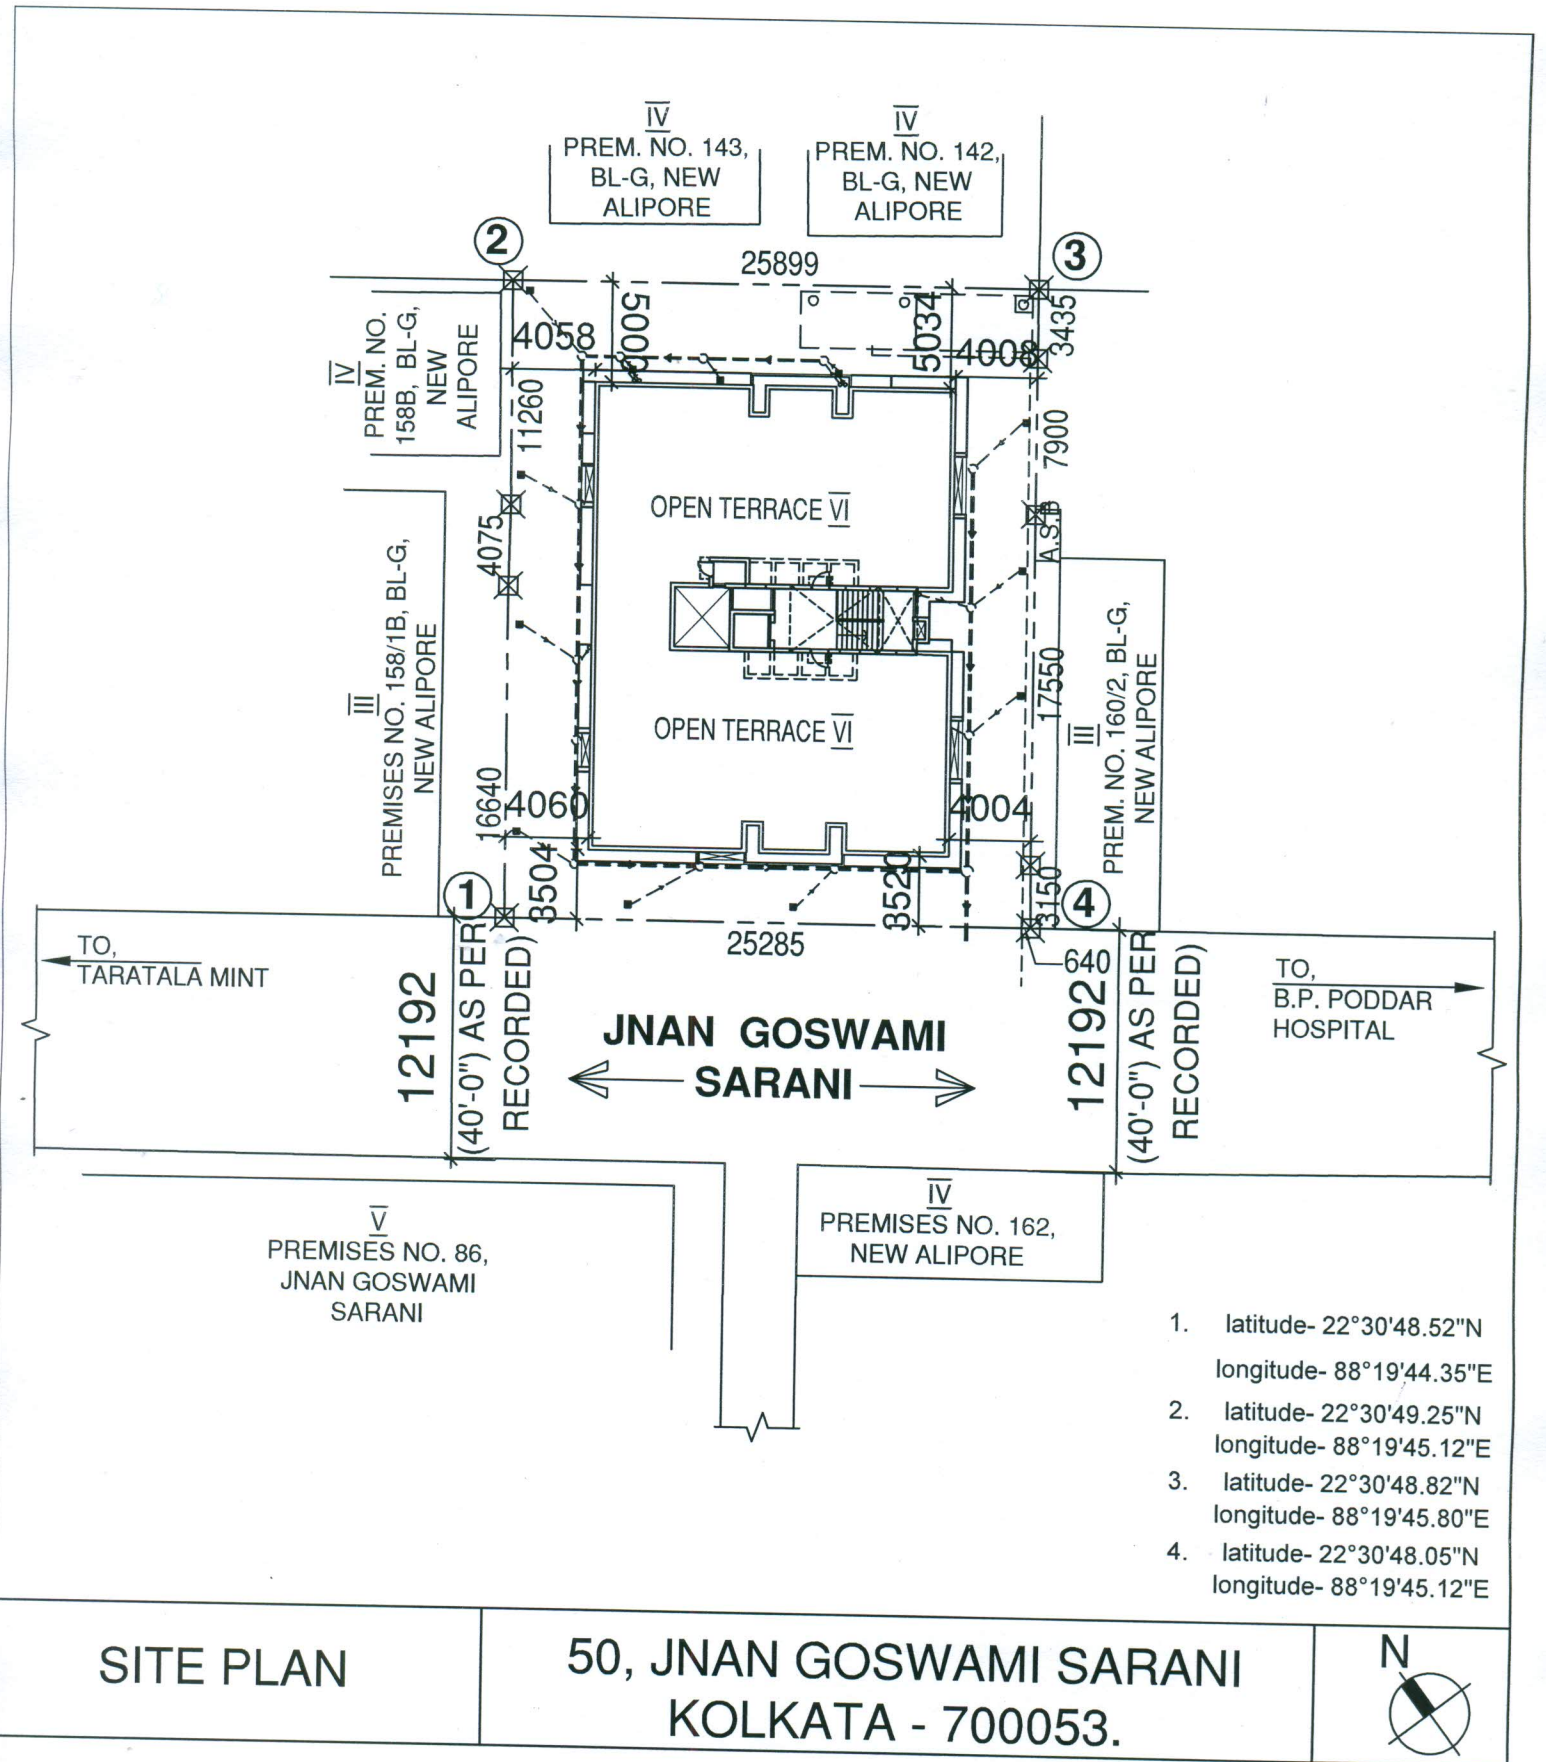 IV
PREM. NO. 143,
BL-G, NEW
ALIPORE
IV
PREM. NO. 142,
BL-G, NEW
ALIPORE
2
3
25899
5000
5034
4058
4008
3435
IV
PREM. NO.
158B, BL-G,
NEW
ALIPORE
11260
7900
OPEN TERRACE VI
4075
A.S.B
III
PREMISES NO. 158/1B, BL-G,
NEW ALIPORE
17550
III
PREM. NO. 160/2, BL-G,
NEW ALIPORE
OPEN TERRACE VI
16640
4060
4004
3504
3520
3150
1
4
25285
640
TO,
TARATALA MINT
12192
(40'-0") AS PER
RECORDED)
JNAN GOSWAMI
SARANI
12192
(40'-0") AS PER
RECORDED)
TO,
B.P. PODDAR
HOSPITAL
V
PREMISES NO. 86,
JNAN GOSWAMI
SARANI
IV
PREMISES NO. 162,
NEW ALIPORE
1. latitude- 22°30'48.52"N
longitude- 88°19'44.35"E
2. latitude- 22°30'49.25"N
longitude- 88°19'45.12"E
3. latitude- 22°30'48.82"N
longitude- 88°19'45.80"E
4. latitude- 22°30'48.05"N
longitude- 88°19'45.12"E
SITE PLAN
50, JNAN GOSWAMI SARANI
KOLKATA - 700053.
N